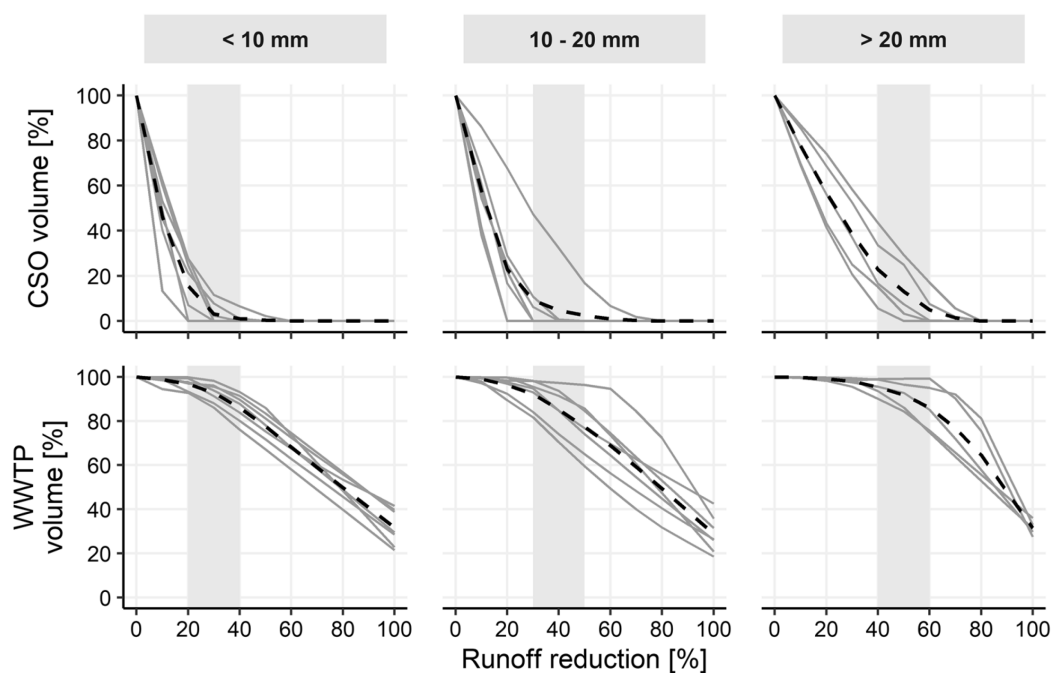 < 10 mm
10 - 20 mm
> 20 mm
CSO volume [%]
100
80
60
40
20
0
WWTP
volume [%]
100
80
60
40
20
0
0 20 40 60 80 100
0 20 40 60 80 100
0 20 40 60 80 100
Runoff reduction [%]